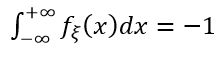 ∫_{-∞}^{+∞} f_ξ(x)dx = −1